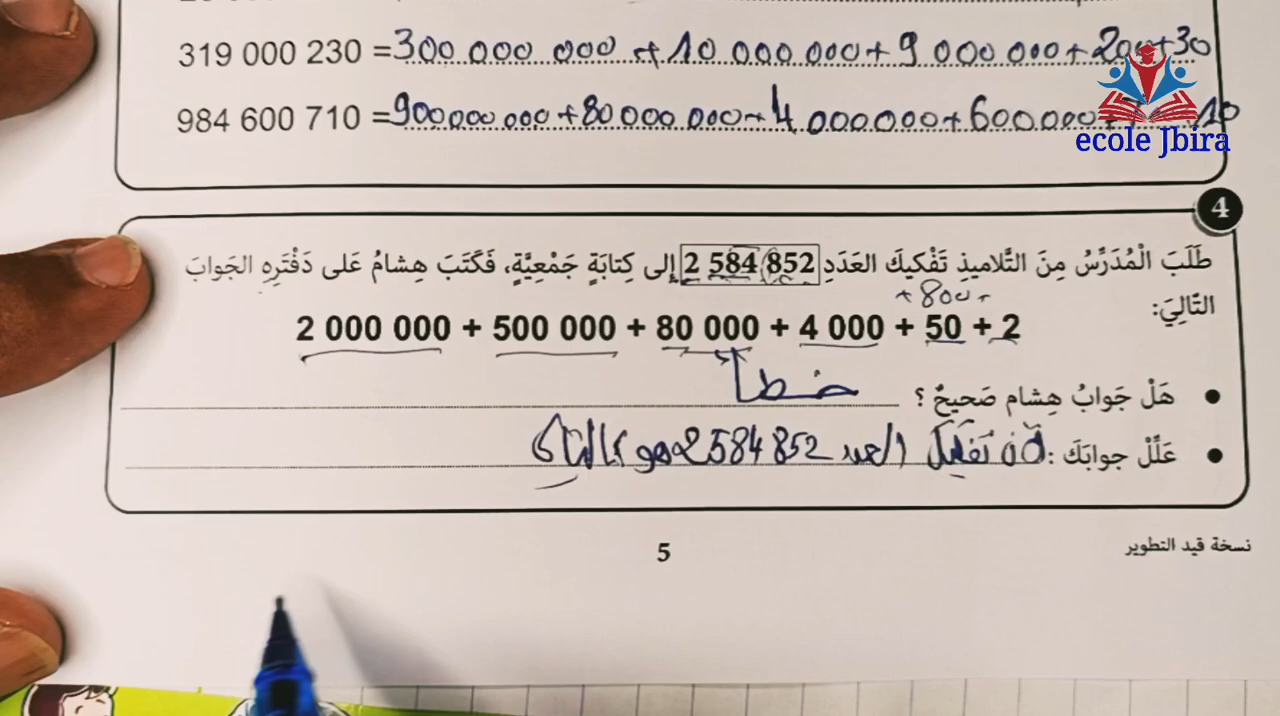 319 000 230 = 300 000 000 + 10 000 000 + 9 000 000 + 200 + 30
984 600 710 = 900 000 000 + 80 000 000 + 4 000 000 + 600 000 + 10
ecole Jbira
4
طَلَبَ الْمُدَرِّسُ مِنَ التَّلاميذِ تَفْكيكَ العَدَدِ 2 584 852 إلى كِتابَةٍ جَمْعِيَّةٍ، فَكَتَبَ هِشامُ عَلى دَفْتَرِهِ الجَوابَ
التّالِيَ:
+ 800 +
2 000 000 + 500 000 + 80 000 + 4 000 + 50 + 2
هَلْ جَوابُ هِشام صَحيحٌ ؟ خطأ
عَلِّلْ جوابَكَ : لأن تفكيك العدد 2584852 هو كالتالي
5
نسخة قيد التطوير